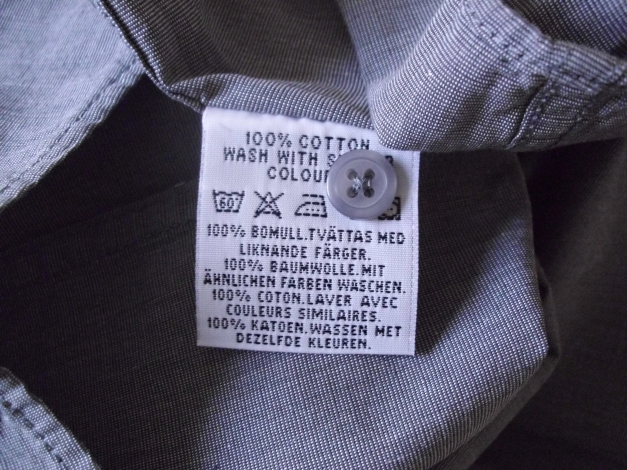 100% COTTON
WASH WITH
COLOU
60
100% BOMULL.TVÄTTAS MED
LIKNANDE FÄRGER.
100% BAUMWOLLE.MIT
ÄHNLICHEN FARBEN WASCHEN.
100% COTON.LAVER AVEC
COULEURS SIMILAIRES.
100% KATOEN.WASSEN MET
DEZELFDE KLEUREN.